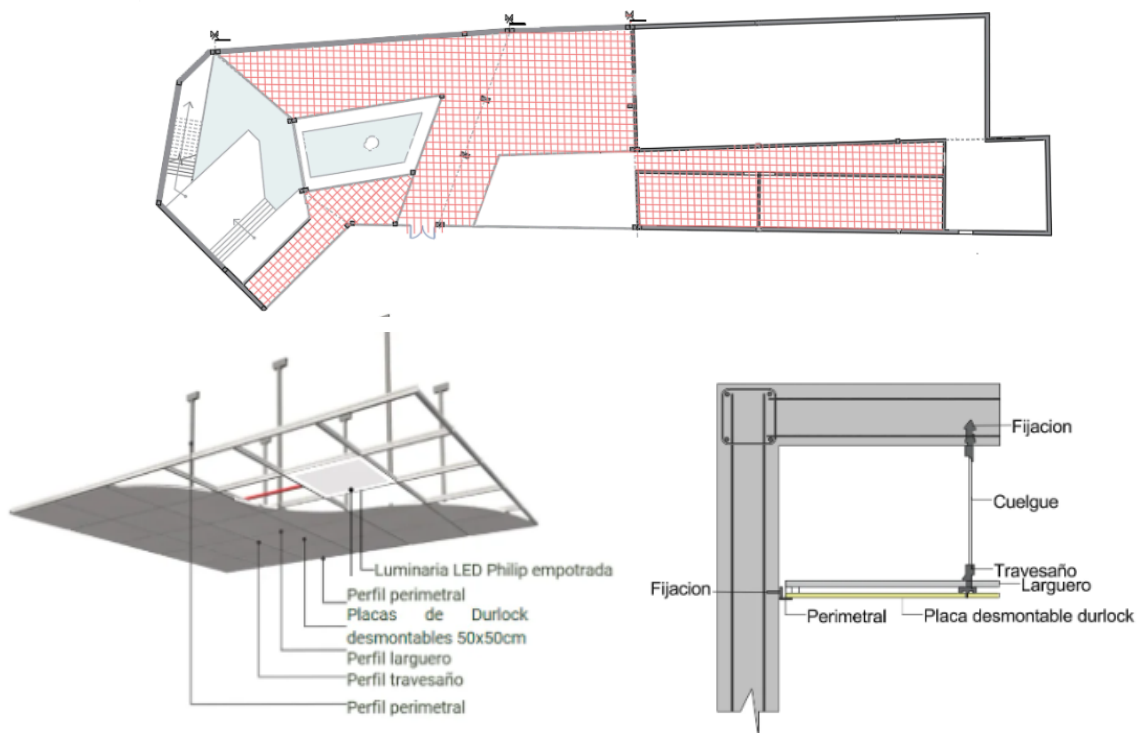 Luminaria LED Philip empotrada
Perfil perimetral
Placas de Durlock
desmontables 50x50cm
Perfil larguero
Perfil travesaño
Perfil perimetral
Fijacion
Cuelgue
Travesaño
Larguero
Fijacion
Perimetral
Placa desmontable durlock